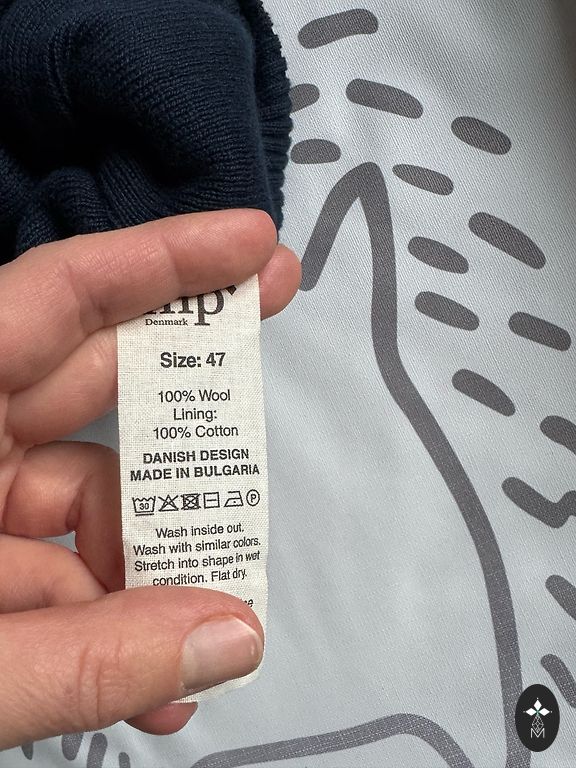 mp
Denmark
Size: 47
100% Wool
Lining:
100% Cotton
DANISH DESIGN
MADE IN BULGARIA
30 P
Wash inside out.
Wash with similar colors.
Stretch into shape in wet
condition. Flat dry.
M